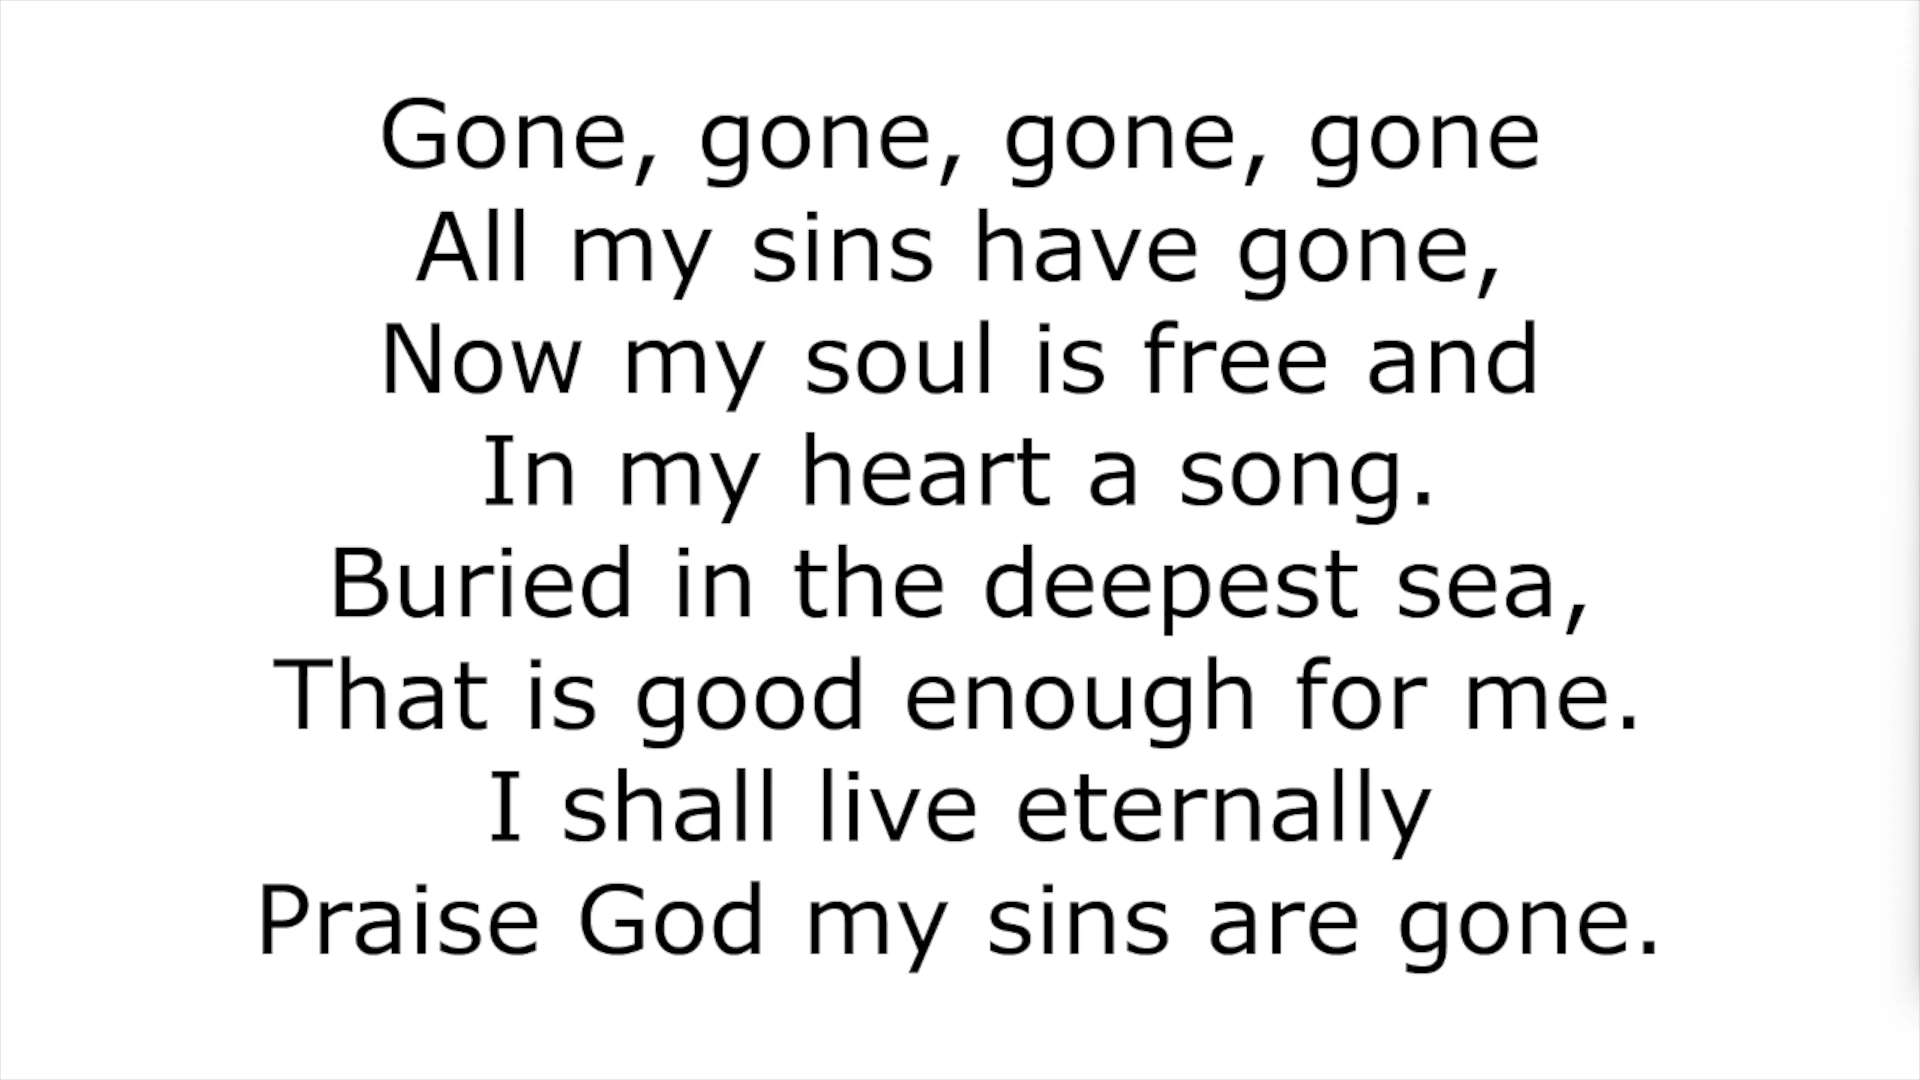 Gone, gone, gone, gone
All my sins have gone,
Now my soul is free and
In my heart a song.
Buried in the deepest sea,
That is good enough for me.
I shall live eternally
Praise God my sins are gone.